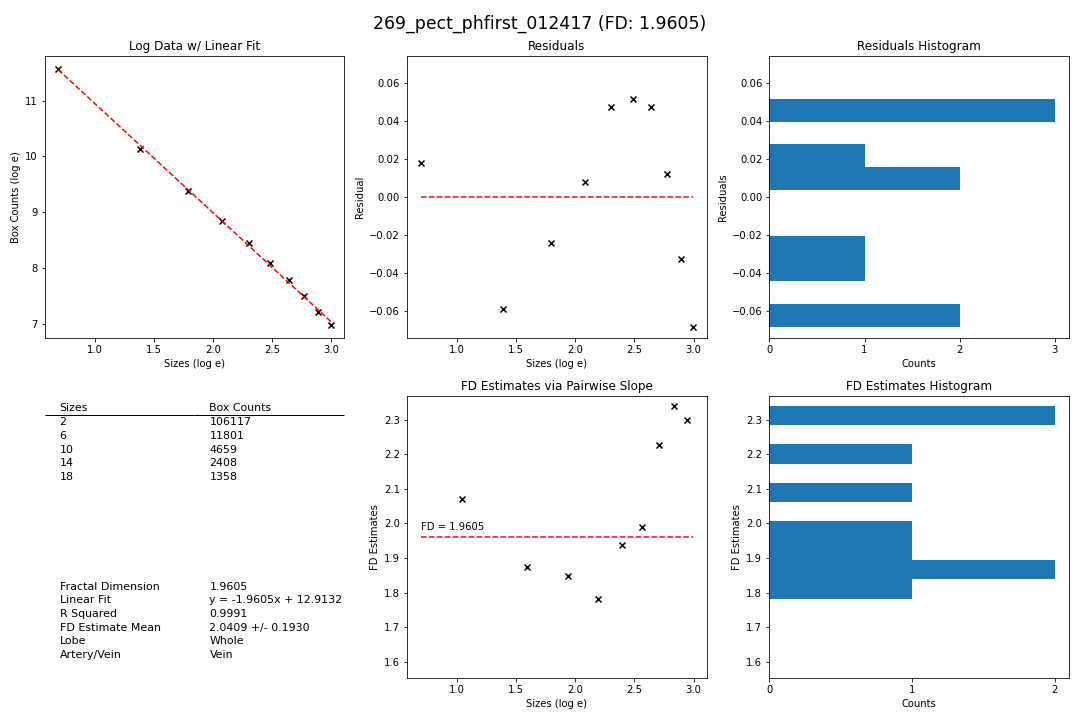 269_pect_phfirst_012417 (FD: 1.9605)
Log Data w/ Linear Fit
Box Counts (log e)
11
10
9
8
7
1.0 1.5 2.0 2.5 3.0
Sizes (log e)
Residuals
Residual
0.06
0.04
0.02
0.00
−0.02
−0.04
−0.06
1.0 1.5 2.0 2.5 3.0
Sizes (log e)
Residuals Histogram
Residuals
0.06
0.04
0.02
0.00
−0.02
−0.04
−0.06
0 1 2 3
Counts
Sizes Box Counts
2 106117
6 11801
10 4659
14 2408
18 1358
Fractal Dimension 1.9605
Linear Fit y = -1.9605x + 12.9132
R Squared 0.9991
FD Estimate Mean 2.0409 +/- 0.1930
Lobe Whole
Artery/Vein Vein
FD Estimates via Pairwise Slope
FD Estimates
2.3
2.2
2.1
2.0
1.9
1.8
1.7
1.6
FD = 1.9605
1.0 1.5 2.0 2.5 3.0
Sizes (log e)
FD Estimates Histogram
FD Estimates
2.3
2.2
2.1
2.0
1.9
1.8
1.7
1.6
0 1 2
Counts